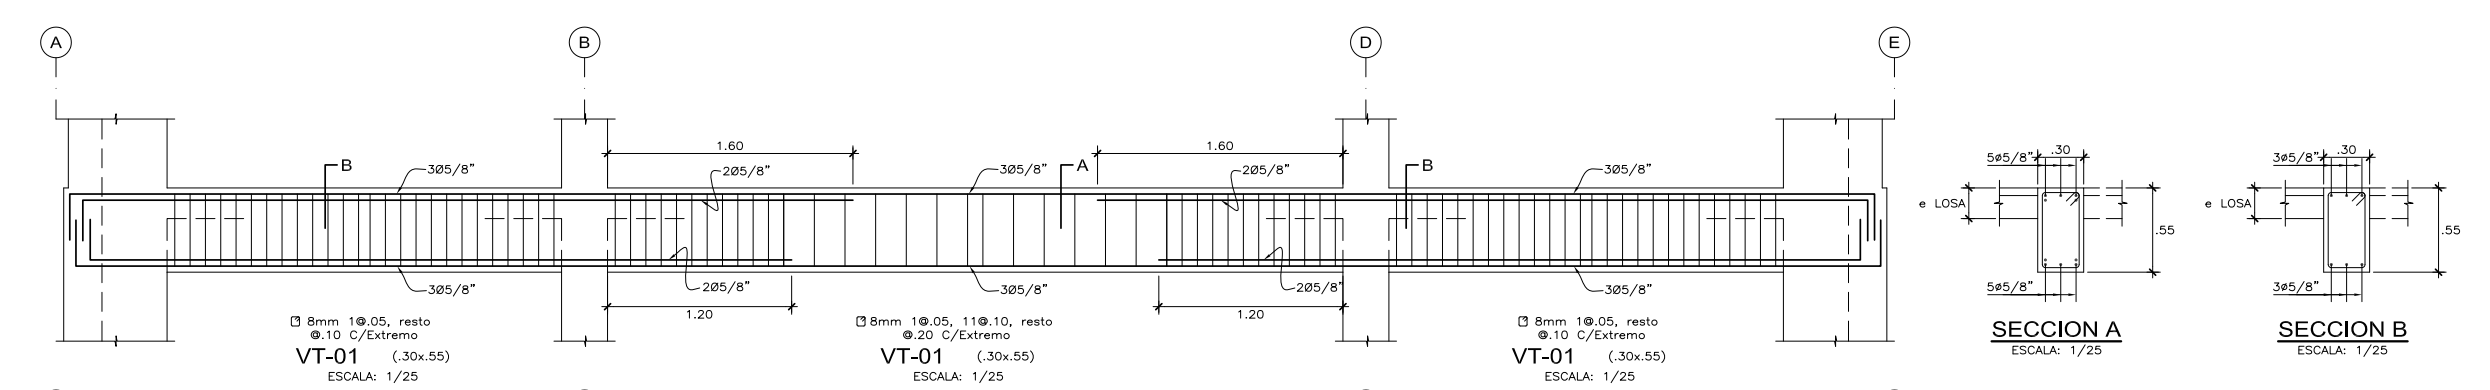 A
B
D
E
1.60
1.60
B
3Ø5/8"
2Ø5/8"
3Ø5/8"
A
2Ø5/8"
B
3Ø5/8"
3Ø5/8"
2Ø5/8"
3Ø5/8"
2Ø5/8"
3Ø5/8"
1.20
1.20
8mm 1@.05, resto
@.10 C/Extremo
VT-01 (.30x.55)
ESCALA: 1/25
8mm 1@.05, 11@.10, resto
@.20 C/Extremo
VT-01 (.30x.55)
ESCALA: 1/25
8mm 1@.05, resto
@.10 C/Extremo
VT-01 (.30x.55)
ESCALA: 1/25
5ø5/8"
.30
e LOSA
.55
5ø5/8"
SECCION A
ESCALA: 1/25
3ø5/8"
.30
e LOSA
.55
3ø5/8"
SECCION B
ESCALA: 1/25